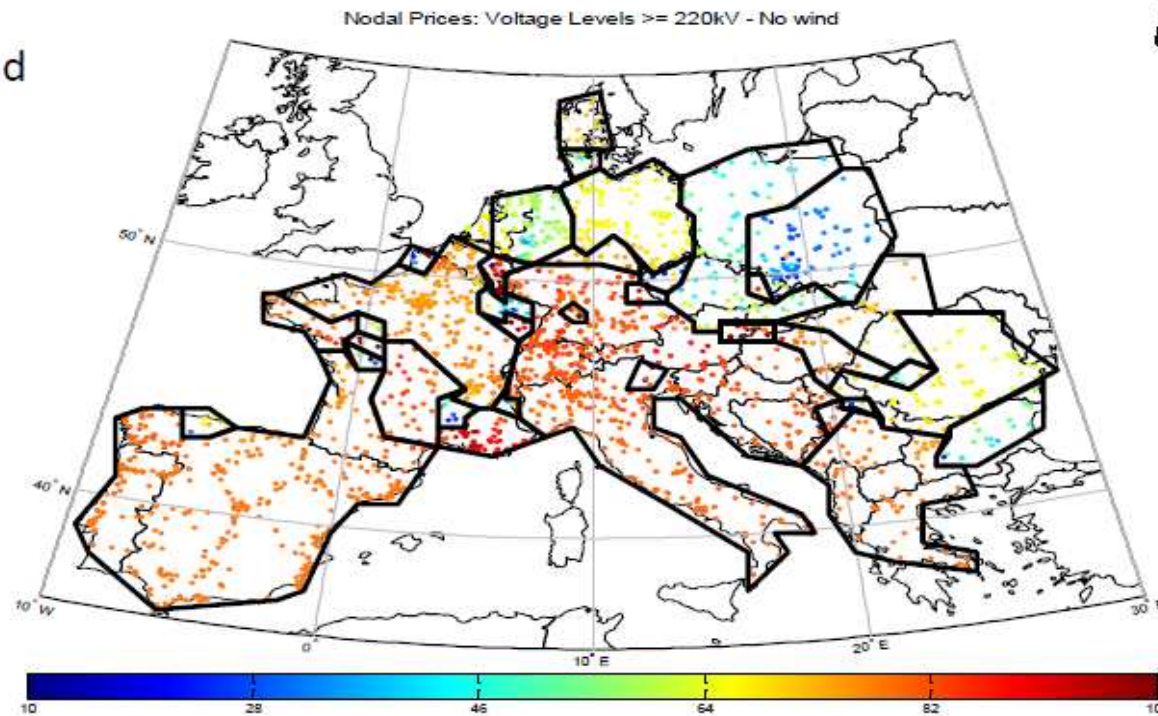 Nodal Prices: Voltage Levels >= 220kV - No wind
d
50° N
40° N
10° W
0°
10° E
20° E
30°
10 28 46 64 82 10